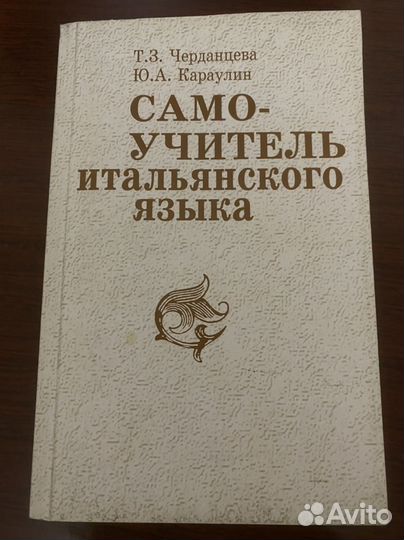 Т.З. Черданцева
Ю.А. Караулин
САМО-
УЧИТЕЛЬ
итальянского
языка
Avito